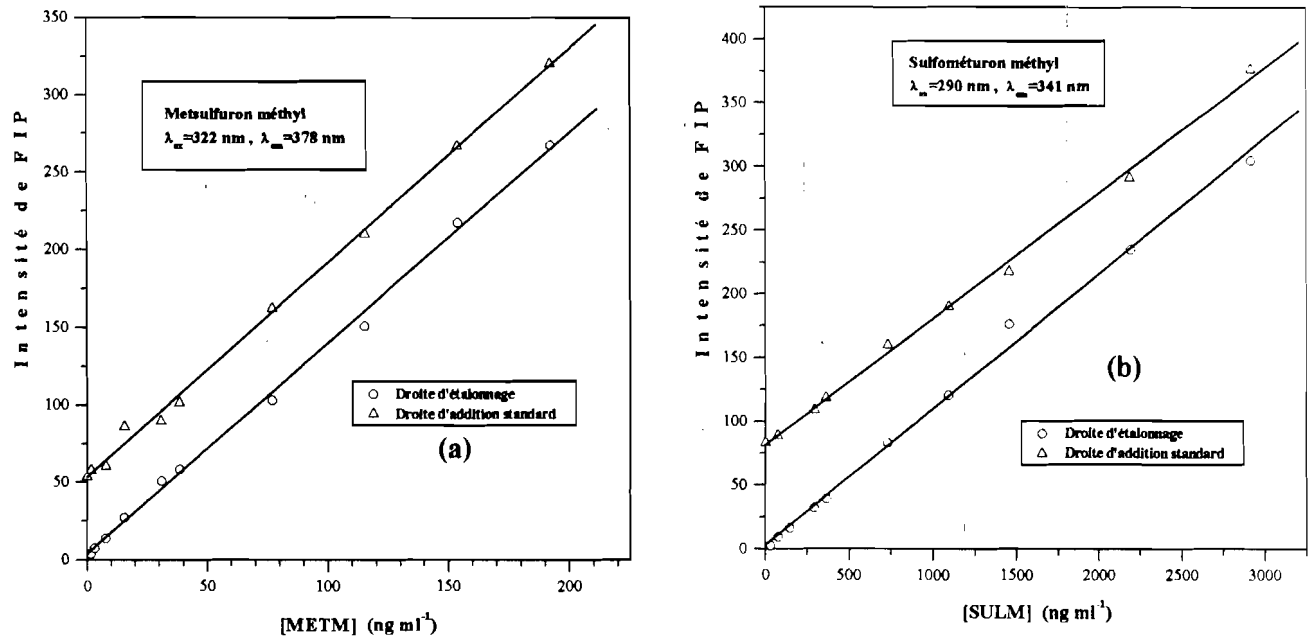 350
300
250
200
150
100
50
0
Intensité de FIP
Metsulfuron méthyl
λex=322 nm , λem=378 nm
Droite d'étalonnage
Droite d'addition standard
(a)
0 50 100 150 200
[METM] (ng ml⁻¹)
400
350
300
250
200
150
100
50
0
Intensité de FIP
Sulfométuron méthyl
λex=290 nm , λem=341 nm
(b)
Droite d'étalonnage
Droite d'addition standard
0 500 1000 1500 2000 2500 3000
[SULM] (ng ml⁻¹)